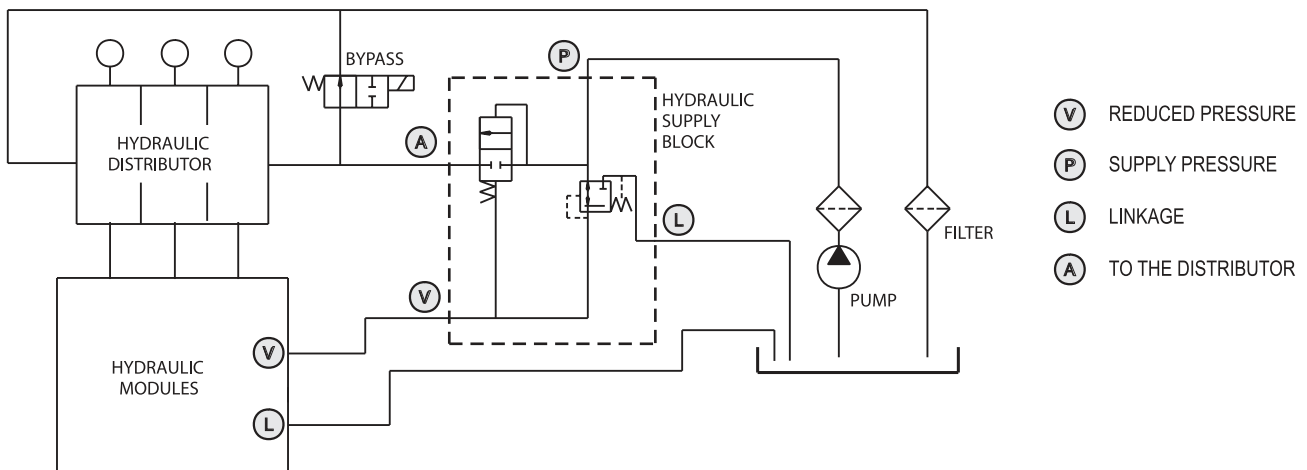 BYPASS
P
HYDRAULIC
SUPPLY
BLOCK
HYDRAULIC
DISTRIBUTOR
A
L
FILTER
PUMP
V
HYDRAULIC
MODULES
V
L
V REDUCED PRESSURE
P SUPPLY PRESSURE
L LINKAGE
A TO THE DISTRIBUTOR